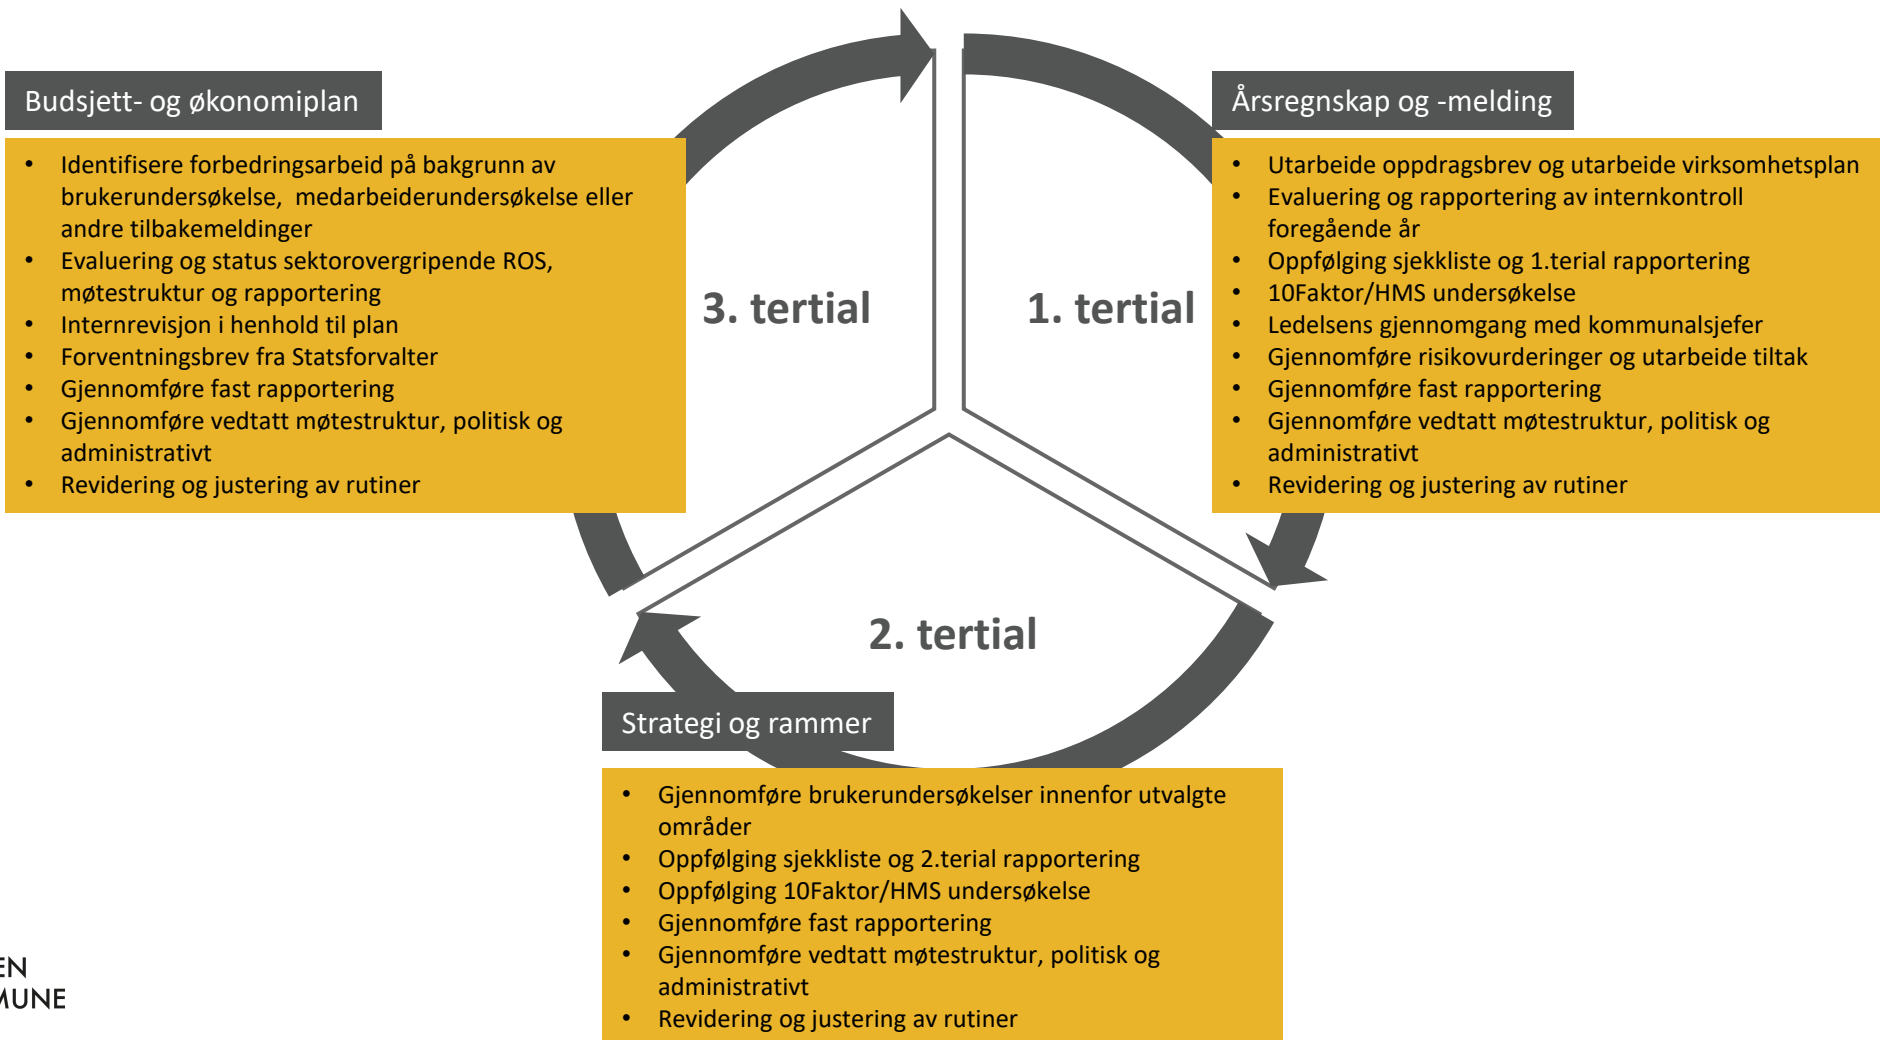 Budsjett- og økonomiplan
• Identifisere forbedringsarbeid på bakgrunn av
brukerundersøkelse, medarbeiderundersøkelse eller
andre tilbakemeldinger
• Evaluering og status sektorovergripende ROS,
møtestruktur og rapportering
• Internrevisjon i henhold til plan
• Forventningsbrev fra Statsforvalter
• Gjennomføre fast rapportering
• Gjennomføre vedtatt møtestruktur, politisk og
administrativt
• Revidering og justering av rutiner
3. tertial
1. tertial
Årsregnskap og -melding
• Utarbeide oppdragsbrev og utarbeide virksomhetsplan
• Evaluering og rapportering av internkontroll
foregående år
• Oppfølging sjekkliste og 1.terial rapportering
• 10Faktor/HMS undersøkelse
• Ledelsens gjennomgang med kommunalsjefer
• Gjennomføre risikovurderinger og utarbeide tiltak
• Gjennomføre fast rapportering
• Gjennomføre vedtatt møtestruktur, politisk og
administrativt
• Revidering og justering av rutiner
2. tertial
Strategi og rammer
• Gjennomføre brukerundersøkelser innenfor utvalgte
områder
• Oppfølging sjekkliste og 2.terial rapportering
• Oppfølging 10Faktor/HMS undersøkelse
• Gjennomføre fast rapportering
• Gjennomføre vedtatt møtestruktur, politisk og
administrativt
• Revidering og justering av rutiner
EN
MUNE